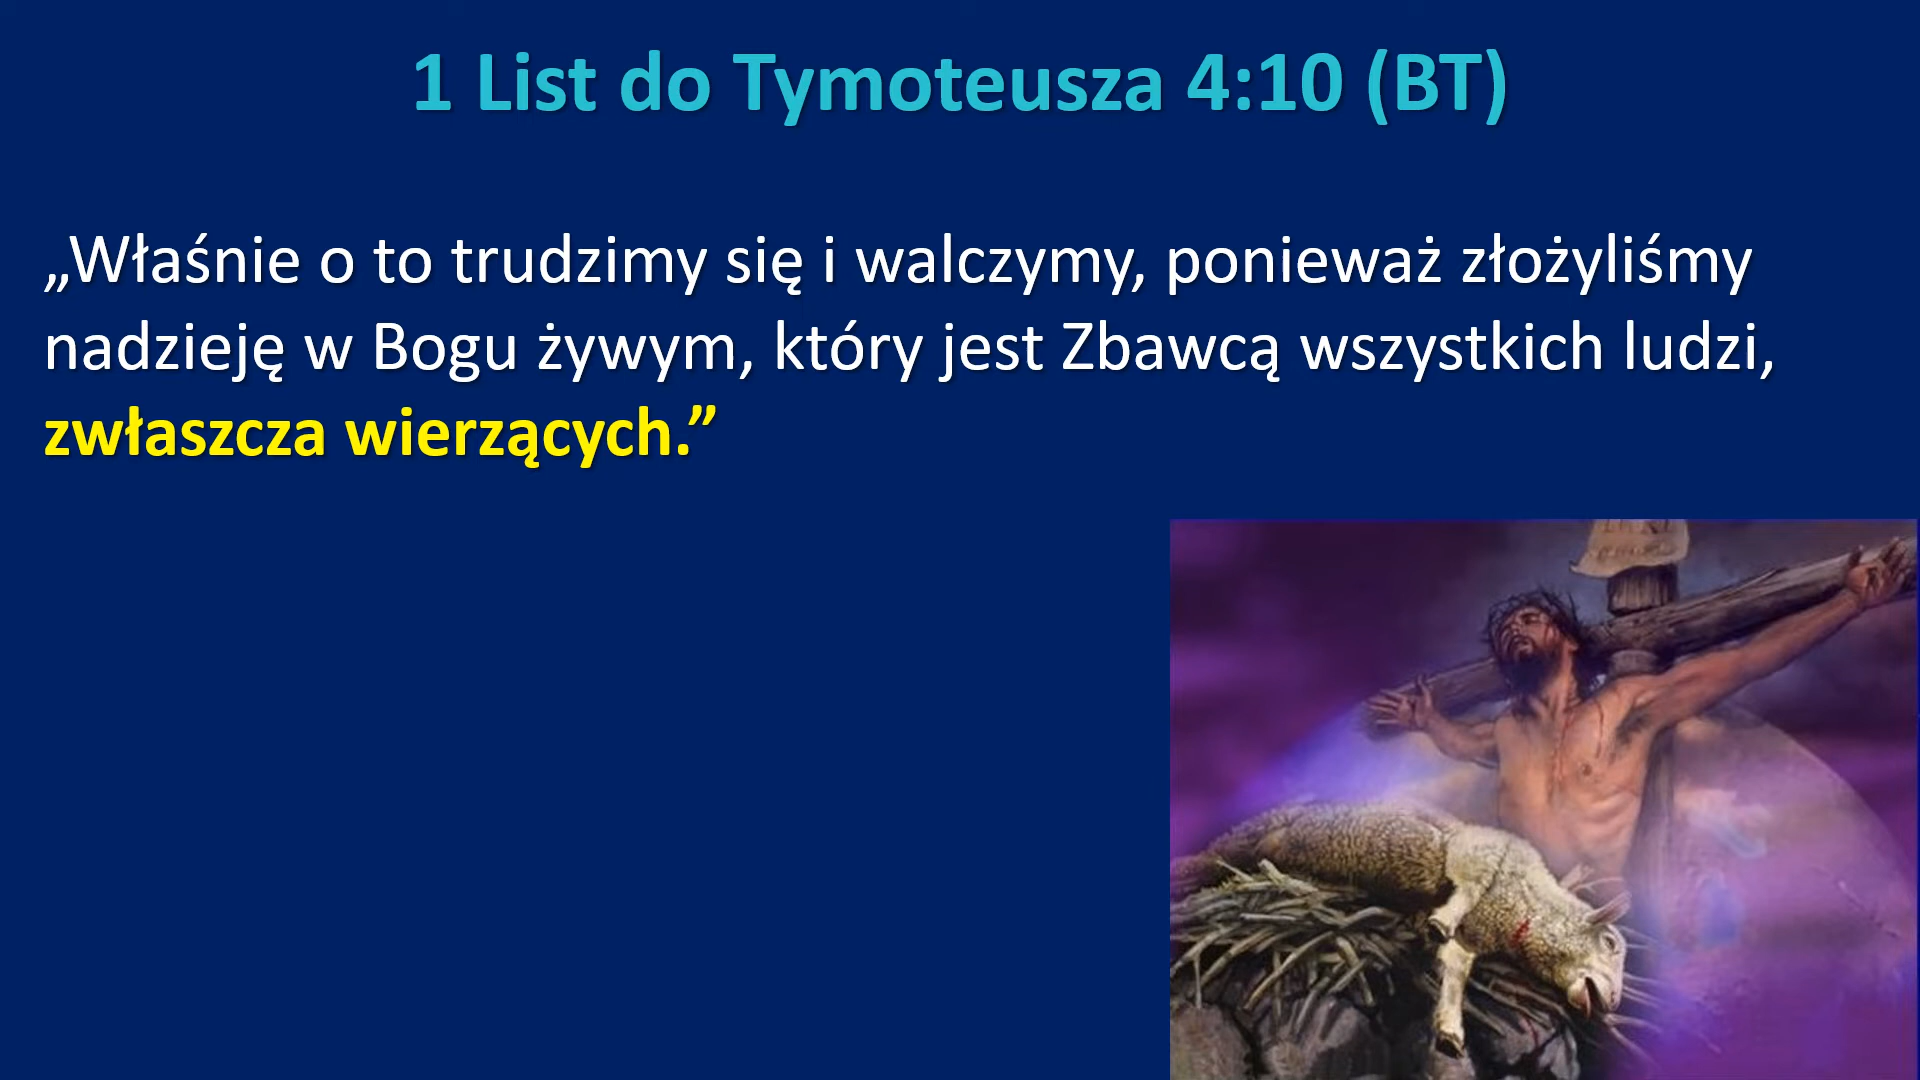 1 List do Tymoteusza 4:10 (BT)
„Właśnie o to trudzimy się i walczymy, ponieważ złożyliśmy
nadzieję w Bogu żywym, który jest Zbawcą wszystkich ludzi,
zwłaszcza wierzących.”